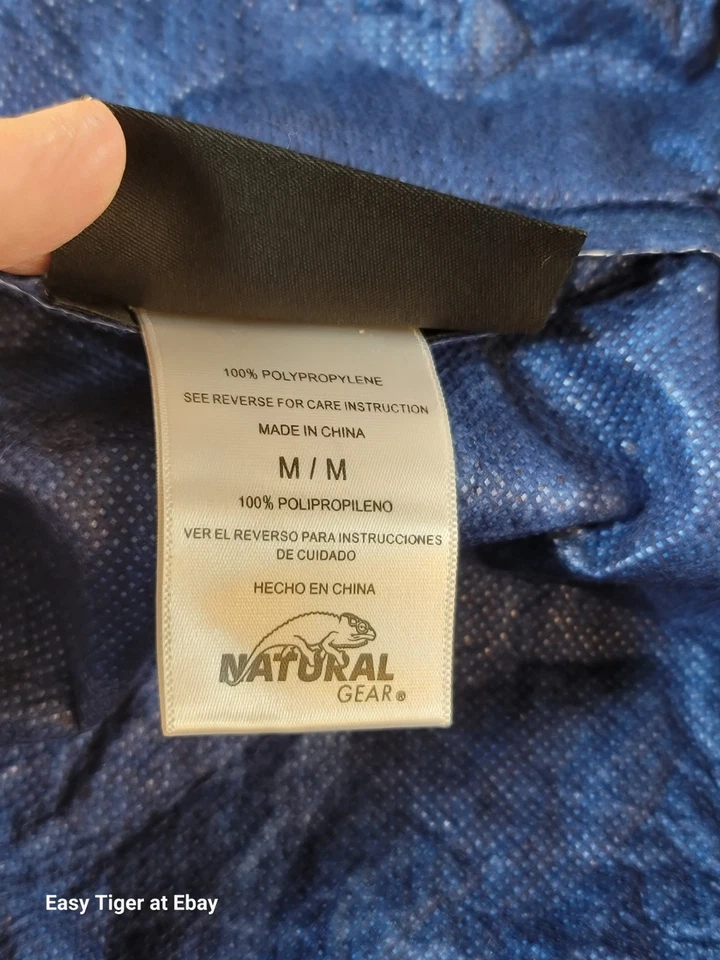 100% POLYPROPYLENE
SEE REVERSE FOR CARE INSTRUCTION
MADE IN CHINA
M / M
100% POLIPROPILENO
VER EL REVERSO PARA INSTRUCCIONES
DE CUIDADO
HECHO EN CHINA
NATURAL
GEAR®
Easy Tiger at Ebay